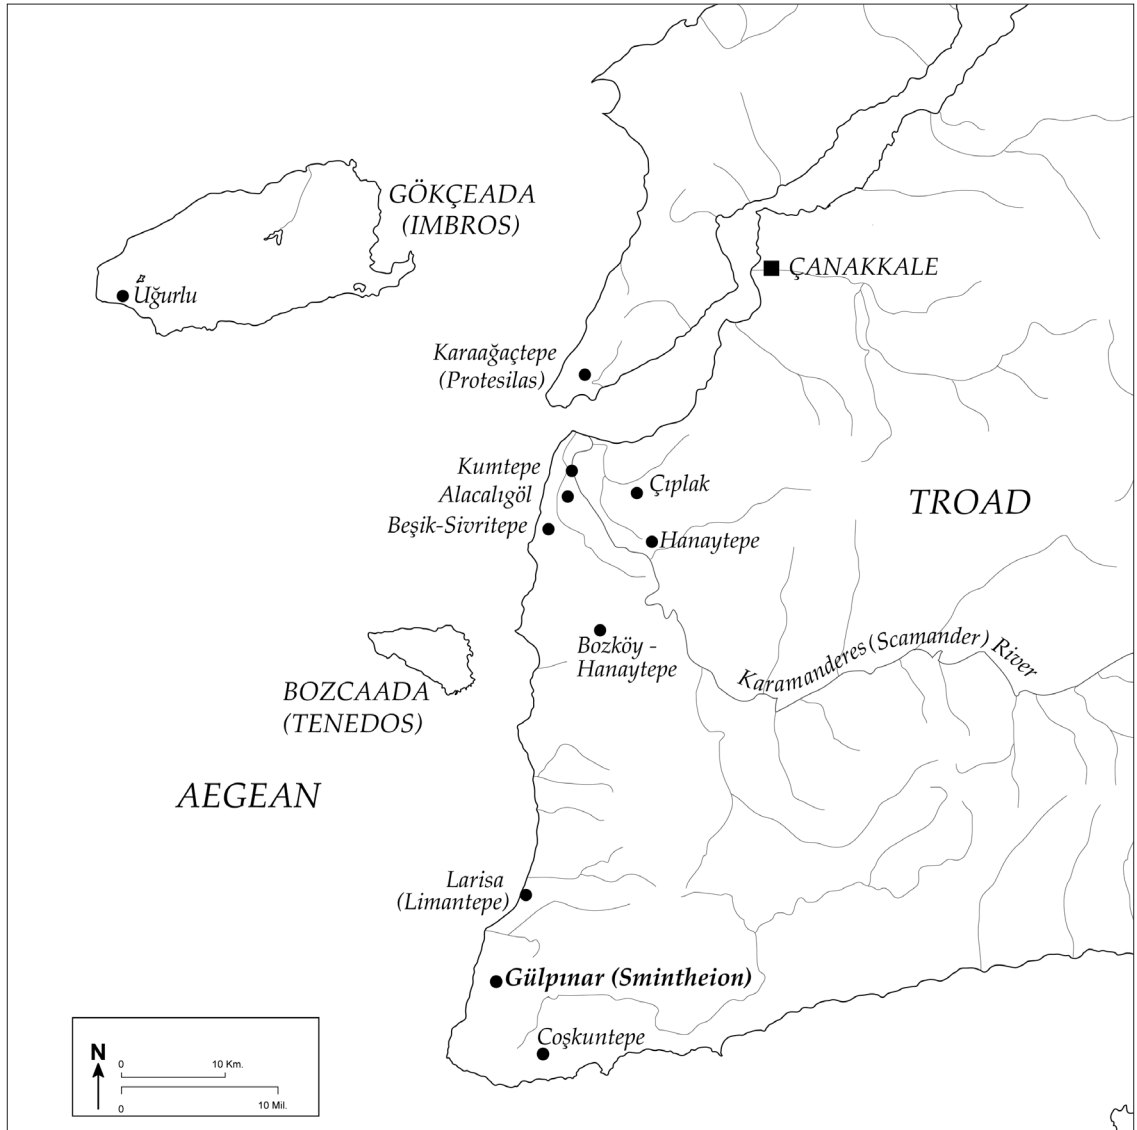 GÖKÇEADA
(IMBROS)
ÇANAKKALE
Uğurlu
Karaağaçtepe
(Protesilas)
Kumtepe
Alacalıgöl
Çıplak
TROAD
Beşik-Sivritepe
Hanaytepe
Bozköy -
Hanaytepe
Karamanderes (Scamander) River
BOZCAADA
(TENEDOS)
AEGEAN
Larisa
(Limantepe)
Gülpınar (Smintheion)
Coşkuntepe
N
0 10 Km.
0 10 Mil.